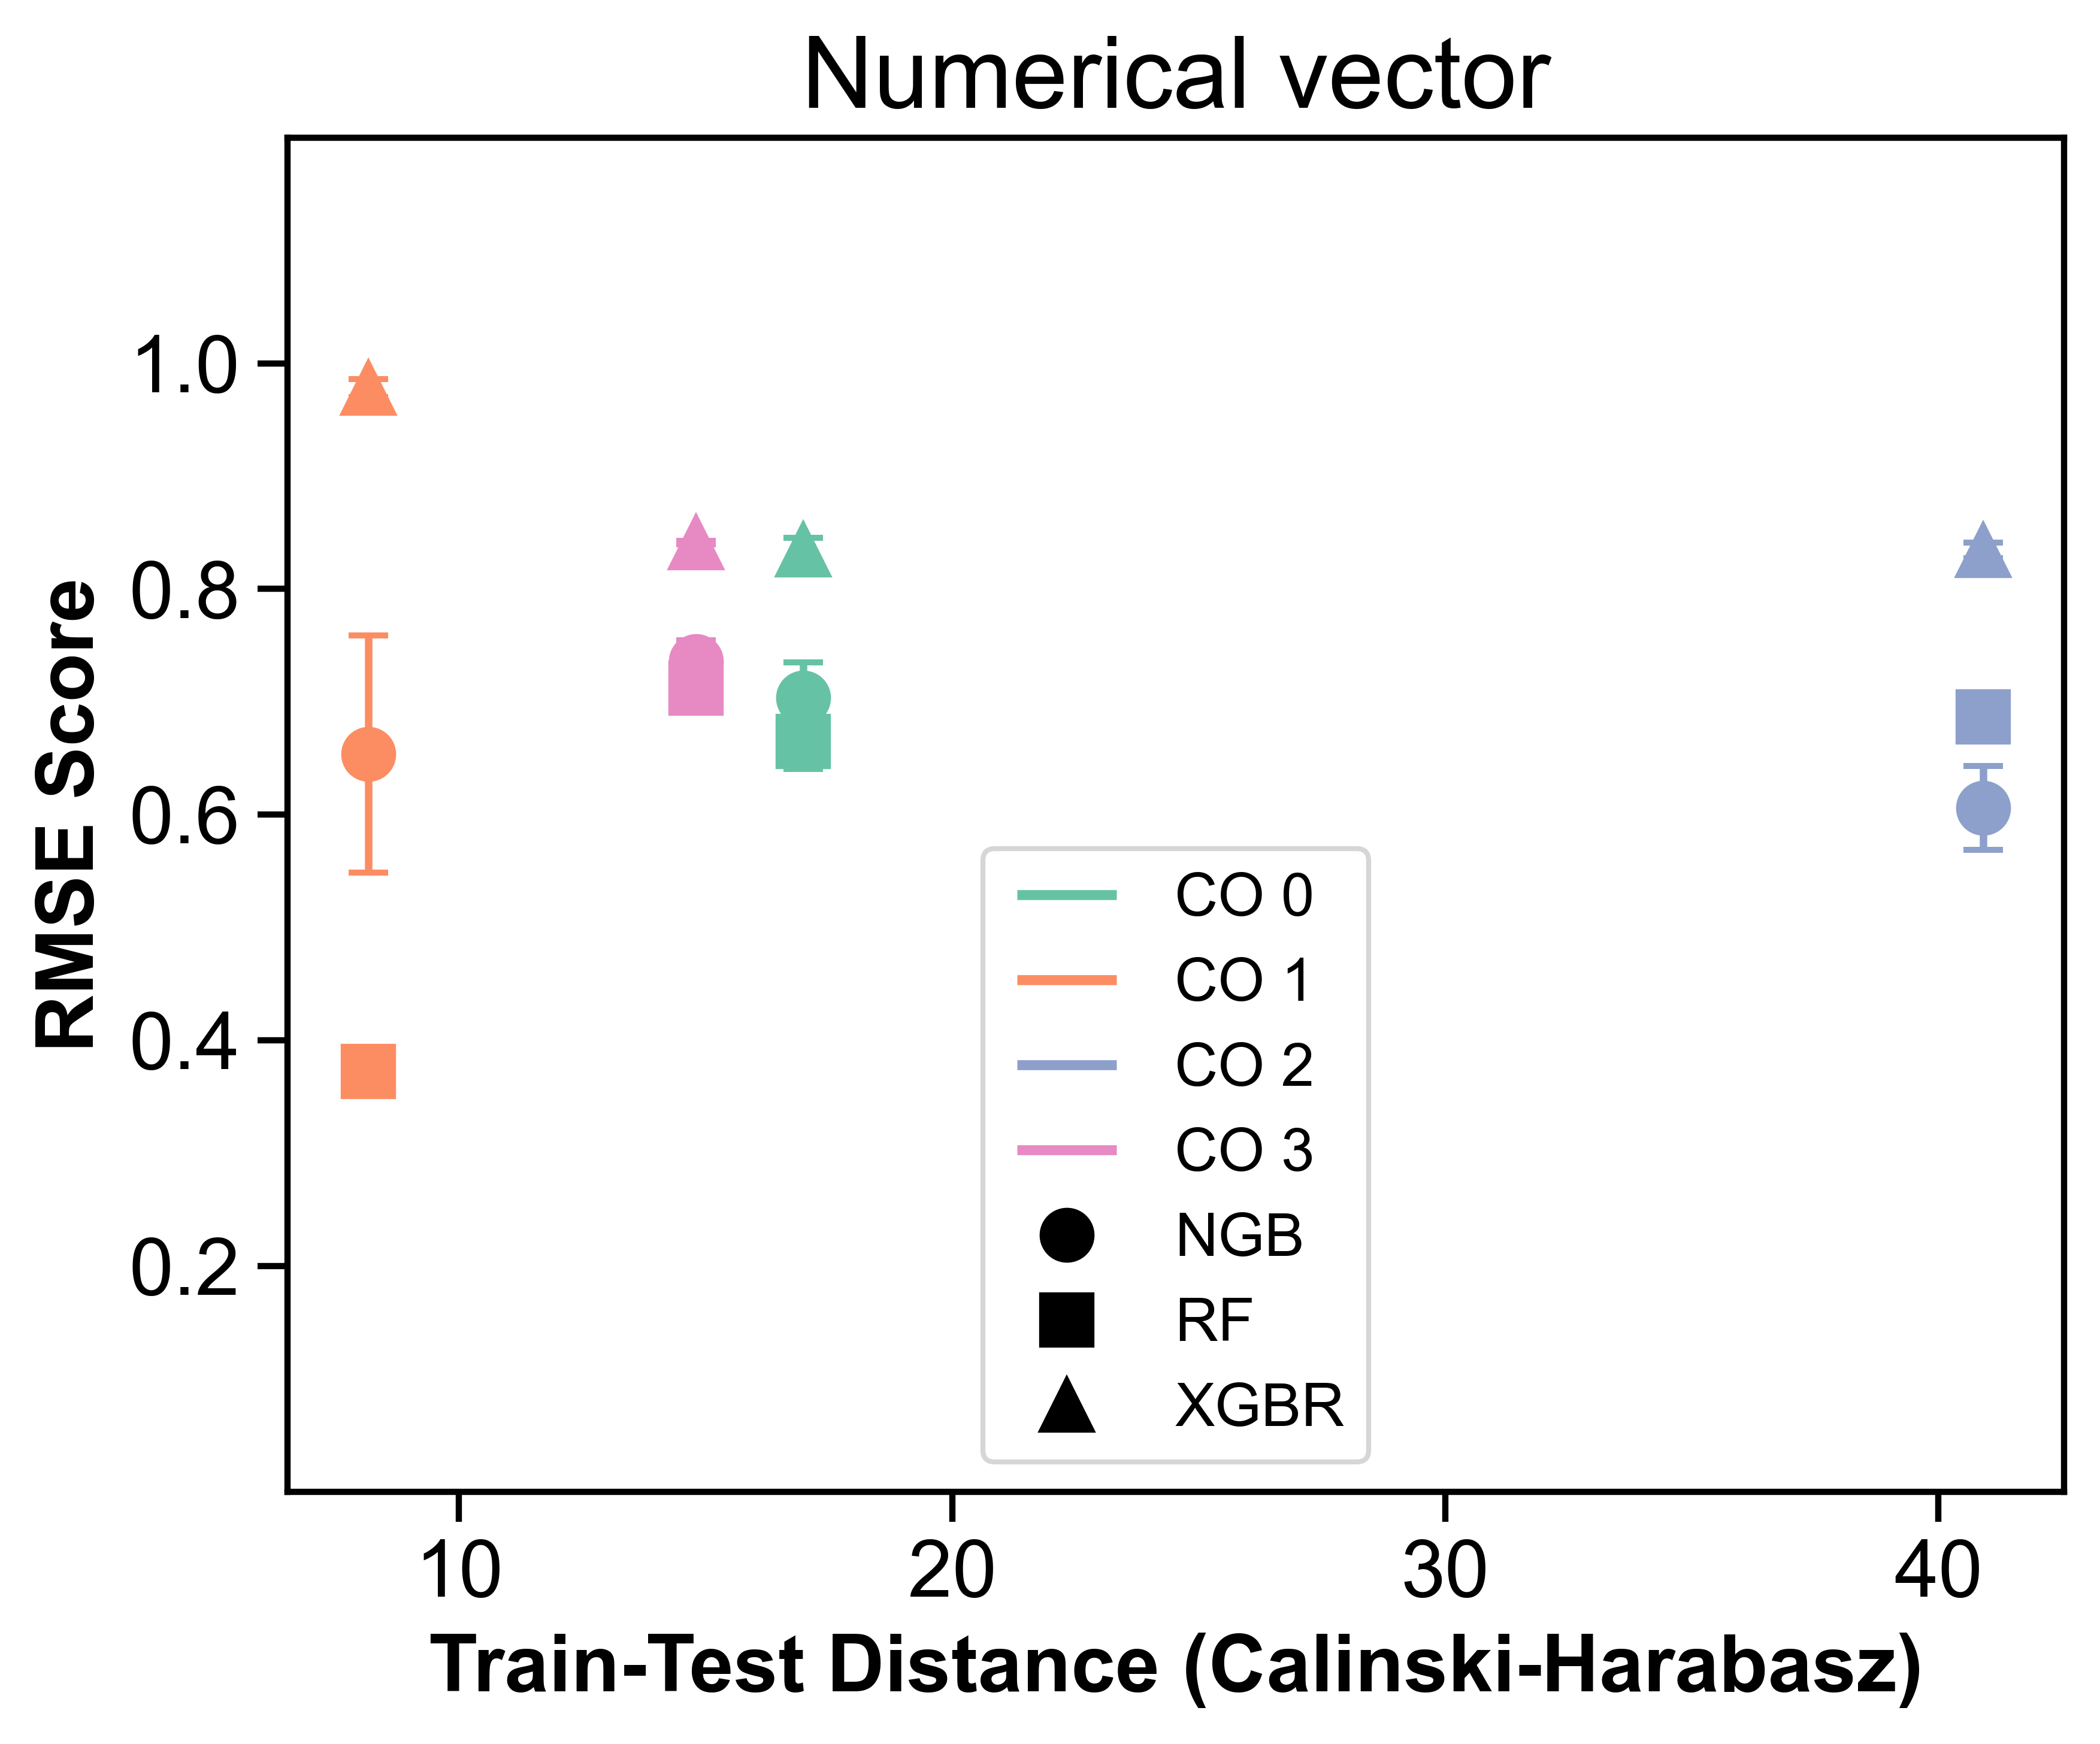 Numerical vector
RMSE Score
1.0
0.8
0.6
0.4
0.2
CO 0
CO 1
CO 2
CO 3
NGB
RF
XGBR
10 20 30 40
Train-Test Distance (Calinski-Harabasz)